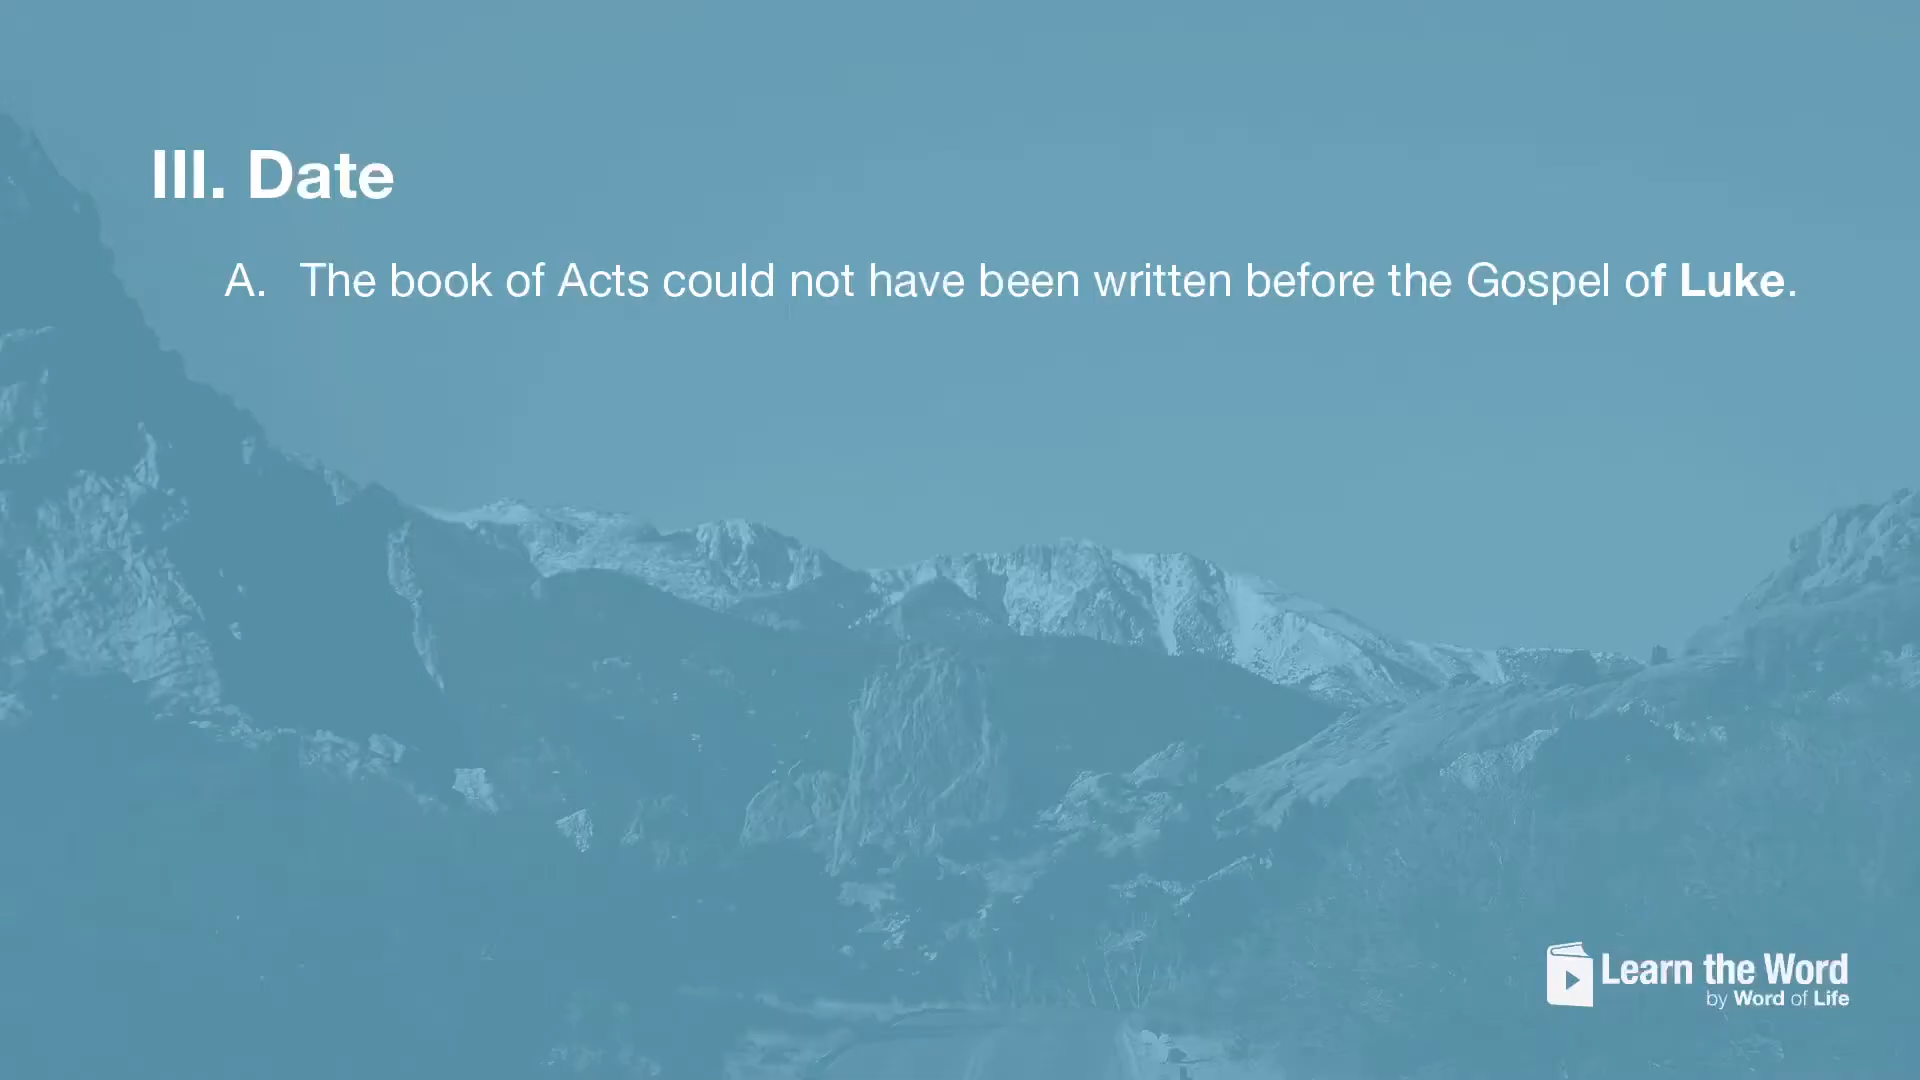 III. Date
A. The book of Acts could not have been written before the Gospel of Luke.
Learn the Word
by Word of Life